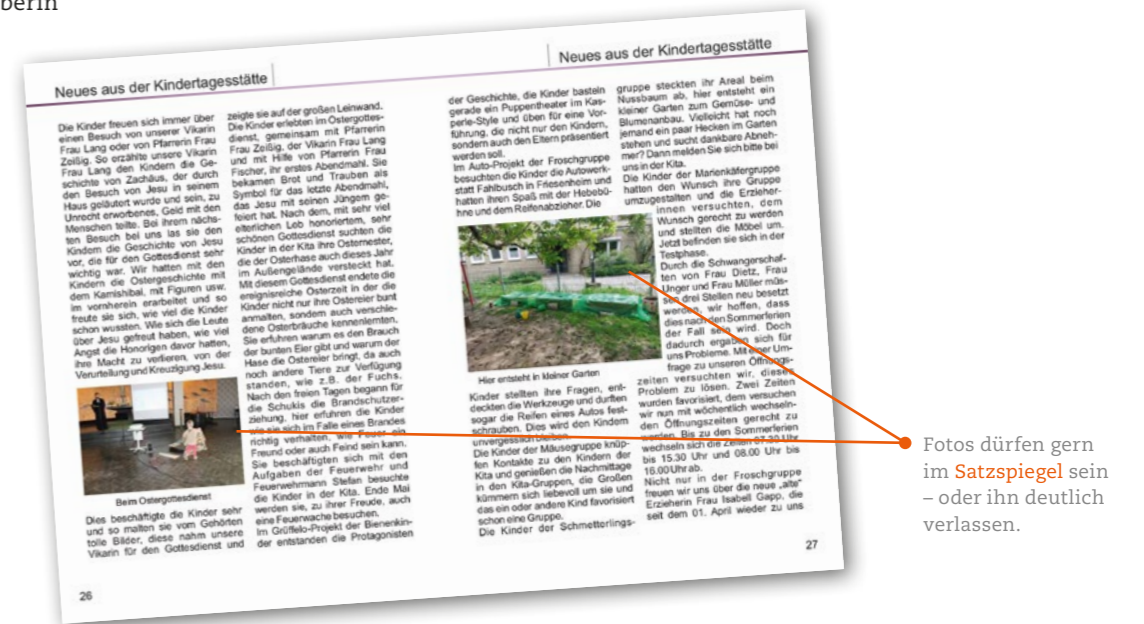 berin
Neues aus der Kindertagesstätte
Die Kinder freuen sich immer über
einen Besuch von unserer Vikarin
Frau Lang oder von Pfarrerin Frau
Zeißig. So erzählte unsere Vikarin
Frau Lang den Kindern die Ge-
schichte von Zachäus, der durch
den Besuch von Jesu in seinem
Haus geläutert wurde und sein, zu
Unrecht erworbenes, Geld mit den
Menschen teilte. Bei ihrem nächs-
ten Besuch bei uns las sie den
Kindern die Geschichte von Jesu
vor, die für den Gottesdienst sehr
wichtig war. Wir hatten mit den
Kindern die Ostergeschichte mit
dem Kamishibai, mit Figuren usw.
im vornherein erarbeitet und so
freute sie sich, wie viel die Kinder
schon wussten. Wie sich die Leute
über Jesu gefreut haben, wie viel
Angst die Honorigen davor hatten,
ihre Macht zu verlieren, von der
Verurteilung und Kreuzigung Jesu.
Beim Ostergottesdienst
Dies beschäftigte die Kinder sehr
und so malten sie vom Gehörten
tolle Bilder, diese nahm unsere
Vikarin für den Gottesdienst und
zeigte sie auf der großen Leinwand.
Die Kinder erlebten im Ostergottes-
dienst, gemeinsam mit Pfarrerin
Frau Zeißig, der Vikarin Frau Lang
und mit Hilfe von Pfarrerin Frau
Fischer, ihr erstes Abendmahl. Sie
bekamen Brot und Trauben als
Symbol für das letzte Abendmahl,
das Jesu mit seinen Jüngern ge-
feiert hat. Nach dem, mit sehr viel
elterlichen Lob honoriertem, sehr
schönen Gottesdienst suchten die
Kinder in der Kita ihre Osternester,
die der Osterhase auch dieses Jahr
im Außengelände versteckt hat.
Mit diesem Gottesdienst endete die
ereignisreiche Osterzeit in der die
Kinder nicht nur ihre Ostereier bunt
anmalten, sondern auch verschie-
dene Osterbräuche kennenlernten.
Sie erfuhren warum es den Brauch
der bunten Eier gibt und warum der
Hase die Ostereier bringt, da auch
noch andere Tiere zur Verfügung
standen, wie z.B. der Fuchs.
Nach den freien Tagen begann für
die Schukis die Brandschutzer-
ziehung, hier erfuhren die Kinder
wie sie sich im Falle eines Brandes
richtig verhalten, wie Feuer ein
Freund oder auch Feind sein kann.
Sie beschäftigten sich mit den
Aufgaben der Feuerwehr und
Feuerwehrmann Stefan besuchte
die Kinder in der Kita. Ende Mai
werden sie, zu ihrer Freude, auch
eine Feuerwache besuchen.
Im Grüffelo-Projekt der Bienenkin-
der entstanden die Protagonisten
26
Neues aus der Kindertagesstätte
der Geschichte, die Kinder basteln
gerade ein Puppentheater im Kas-
perle-Style und üben für eine Vor-
führung, die nicht nur den Kindern,
sondern auch den Eltern präsentiert
werden soll.
Im Auto-Projekt der Froschgruppe
besuchten die Kinder die Autowerk-
statt Fahlbusch in Friesenheim und
hatten ihren Spaß mit der Hebebü-
hne und dem Reifenabzieher. Die
Hier entsteht in kleiner Garten
Kinder stellten ihre Fragen, ent-
deckten die Werkzeuge und durften
sogar die Reifen eines Autos fest-
schrauben. Dies wird den Kindern
unvergesslich bleiben.
Die Kinder der Mäusegruppe knüp-
fen Kontakte zu den Kindern der
Kita und genießen die Nachmittage
in den Kita-Gruppen, die Großen
kümmern sich liebevoll um sie und
das ein oder andere Kind favorisiert
schon eine Gruppe.
Die Kinder der Schmetterlings-
gruppe steckten ihr Areal beim
Nussbaum ab, hier entsteht ein
kleiner Garten zum Gemüse- und
Blumenanbau. Vielleicht hat noch
jemand ein paar Hecken im Garten
stehen und sucht dankbare Abneh-
mer? Dann melden Sie sich bitte bei
uns in der Kita.
Die Kinder der Marienkäfergruppe
hatten den Wunsch ihre Gruppe
umzugestalten und die Erzieher-
innen versuchten, dem
Wunsch gerecht zu werden
und stellten die Möbel um.
Jetzt befinden sie sich in der
Testphase.
Durch die Schwangerschaf-
ten von Frau Dietz, Frau
Unger und Frau Müller müs-
sen drei Stellen neu besetzt
werden, wir hoffen, dass
dies nach den Sommerferien
der Fall sein wird. Doch
dadurch ergaben sich für
uns Probleme. Mit einer Um-
frage zu unseren Öffnungs-
zeiten versuchten wir, dieses
Problem zu lösen. Zwei Zeiten
wurden favorisiert, dem versuchen
wir nun mit wöchentlich wechseln-
den Öffnungszeiten gerecht zu
werden. Bis zu den Sommerferien
wechseln sich die Zeiten 07.30 Uhr
bis 15.30 Uhr und 08.00 Uhr bis
16.00 Uhr ab.
Nicht nur in der Froschgruppe
freuen wir uns über die neue „alte“
Erzieherin Frau Isabell Gapp, die
seit dem 01. April wieder zu uns
27
Fotos dürfen gern
im Satzspiegel sein
– oder ihn deutlich
verlassen.